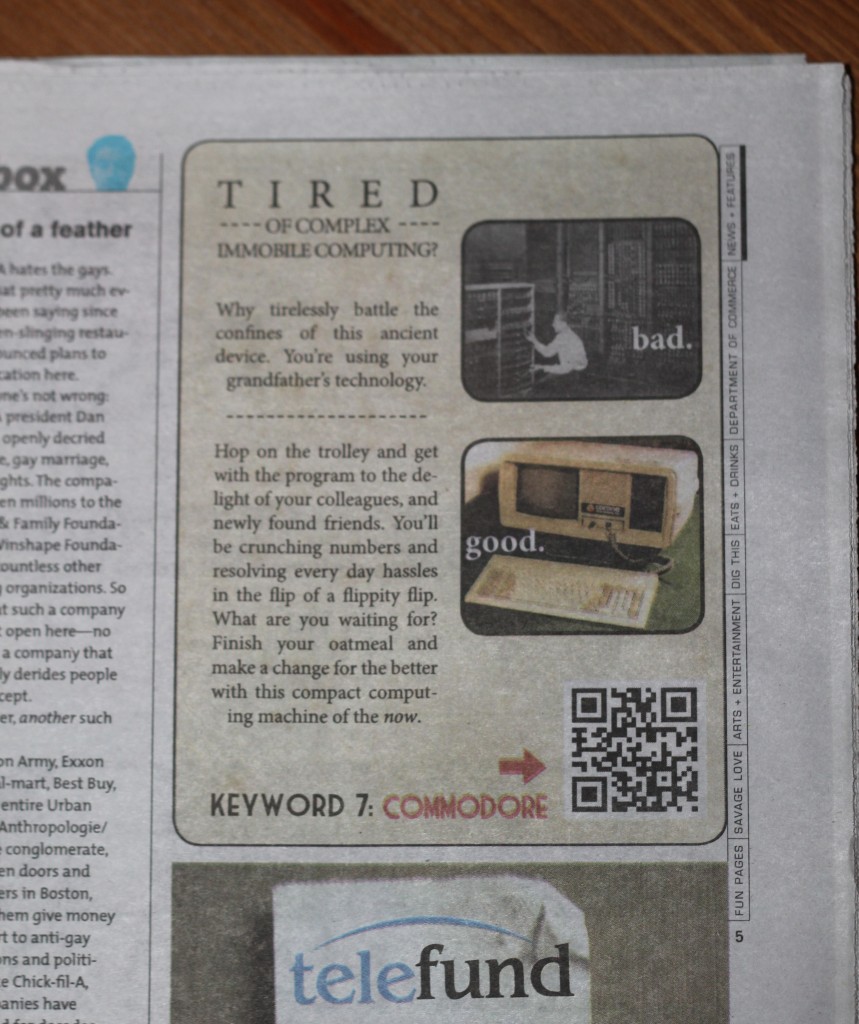 box
of a feather
A hates the gays.
at pretty much ev-
been saying since
en-slinging restau-
ounced plans to
cation here.
ne's not wrong:
president Dan
openly decried
e, gay marriage,
ghts. The compa-
en millions to the
& Family Founda-
Winshape Founda-
ountless other
g organizations. So
at such a company
t open here—no
a company that
ly derides people
cept.
er, another such
on Army, Exxon
l-mart, Best Buy,
entire Urban
Anthropologie/
e conglomerate,
en doors and
ers in Boston,
hem give money
rt to anti-gay
ons and politi-
e Chick-fil-A,
panies have
TIRED
OF COMPLEX
IMMOBILE COMPUTING?
Why tirelessly battle the
confines of this ancient
device. You're using your
grandfather's technology.
Hop on the trolley and get
with the program to the de-
light of your colleagues, and
newly found friends. You'll
be crunching numbers and
resolving every day hassles
in the flip of a flippity flip.
What are you waiting for?
Finish your oatmeal and
make a change for the better
with this compact comput-
ing machine of the now.
bad.
good.
KEYWORD 7: COMMODORE
telefund
FUN PAGES | SAVAGE LOVE | ARTS + ENTERTAINMENT | DIG THIS | EATS + DRINKS | DEPARTMENT OF COMMERCE | NEWS + FEATURES
5